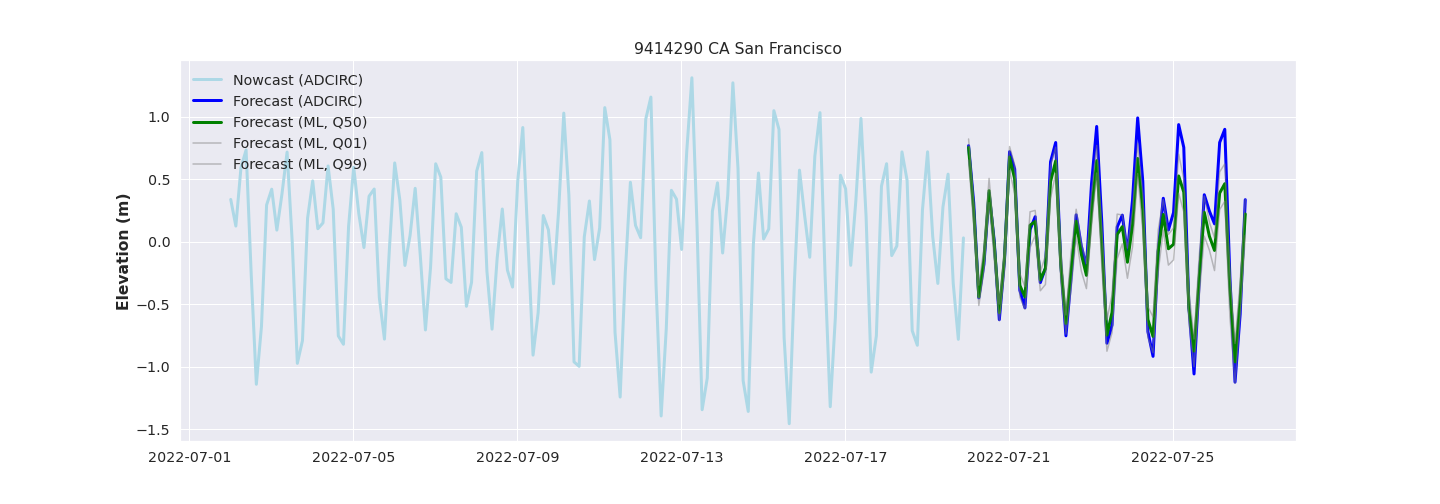 9414290 CA San Francisco
Nowcast (ADCIRC)
Forecast (ADCIRC)
Forecast (ML, Q50)
Forecast (ML, Q01)
Forecast (ML, Q99)
Elevation (m)
1.0
0.5
0.0
−0.5
−1.0
−1.5
2022-07-01 2022-07-05 2022-07-09 2022-07-13 2022-07-17 2022-07-21 2022-07-25